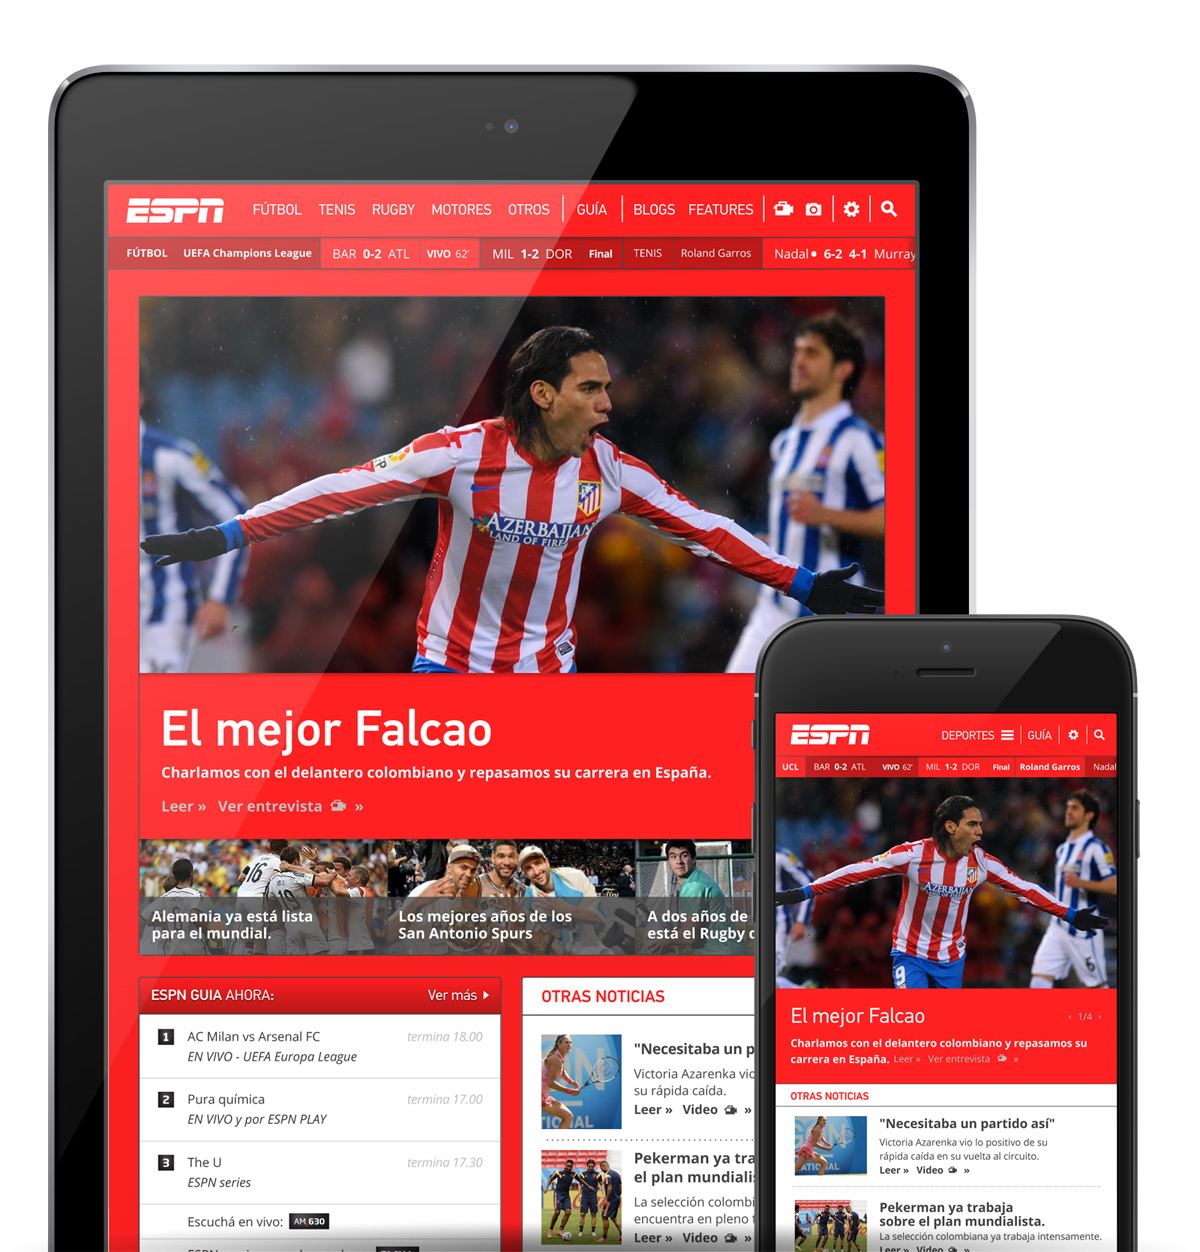 ESPN FÚTBOL TENIS RUGBY MOTORES OTROS GUÍA BLOGS FEATURES
FÚTBOL UEFA Champions League BAR 0-2 ATL VIVO 62' MIL 1-2 DOR Final TENIS Roland Garros Nadal • 6-2 4-1 Murray
AZERBAIJAN
LAND OF FIRE
El mejor Falcao
Charlamos con el delantero colombiano y repasamos su carrera en España.
Leer » Ver entrevista »
Alemania ya está lista
para el mundial.
Los mejores años de los
San Antonio Spurs
A dos años de
está el Rugby
ESPN GUIA AHORA: Ver más
1 AC Milan vs Arsenal FC termina 18.00
EN VIVO - UEFA Europa League
2 Pura química termina 17.00
EN VIVO y por ESPN PLAY
3 The U termina 17.30
ESPN series
Escuchá en vivo: AM 630
OTRAS NOTICIAS
"Necesitaba un p
Victoria Azarenka vio
su rápida caída.
Leer » Video »
Pekerman ya tra
el plan mundialis
La selección colombi
encuentra en pleno t
Leer » Video »
ESPN DEPORTES GUÍA
UCL BAR 0-2 ATL VIVO 62' MIL 1-2 DOR Final Roland Garros Nadal
AZERBAIJAN
9
El mejor Falcao ‹ 1/4 ›
Charlamos con el delantero colombiano y repasamos su
carrera en España. Leer » Ver entrevista »
OTRAS NOTICIAS
"Necesitaba un partido así"
Victoria Azarenka vio lo positivo de su
rápida caída en su vuelta al circuito.
Leer » Video »
Pekerman ya trabaja
sobre el plan mundialista.
La selección colombiana ya trabaja intensamente.
Leer » Video »